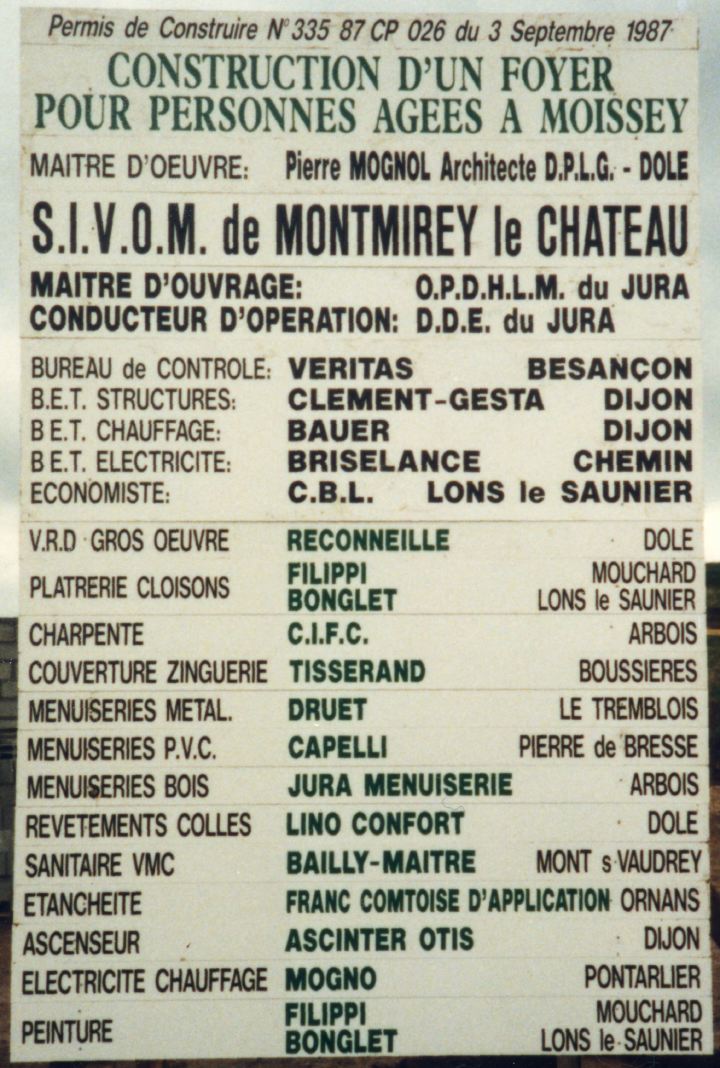 Permis de Construire N° 335 87 CP 026 du 3 Septembre 1987
CONSTRUCTION D'UN FOYER
POUR PERSONNES AGEES A MOISSEY
MAITRE D'OEUVRE: Pierre MOGNOL Architecte D.P.L.G. - DOLE
S.I.V.O.M. de MONTMIREY le CHATEAU
MAITRE D'OUVRAGE: O.P.D.H.L.M. du JURA
CONDUCTEUR D'OPERATION: D.D.E. du JURA
BUREAU de CONTROLE: VERITAS BESANÇON
B.E.T. STRUCTURES: CLEMENT-GESTA DIJON
B.E.T. CHAUFFAGE: BAUER DIJON
B.E.T. ELECTRICITE: BRISELANCE CHEMIN
ECONOMISTE: C.B.L. LONS le SAUNIER
V.R.D GROS OEUVRE RECONNEILLE DOLE
PLATRERIE CLOISONS FILIPPI MOUCHARD
BONGLET LONS le SAUNIER
CHARPENTE C.I.F.C. ARBOIS
COUVERTURE ZINGUERIE TISSERAND BOUSSIERES
MENUISERIES METAL. DRUET LE TREMBLOIS
MENUISERIES P.V.C. CAPELLI PIERRE de BRESSE
MENUISERIES BOIS JURA MENUISERIE ARBOIS
REVETEMENTS COLLES LINO CONFORT DOLE
SANITAIRE VMC BAILLY-MAITRE MONT s VAUDREY
ETANCHEITE FRANC COMTOISE D'APPLICATION ORNANS
ASCENSEUR ASCINTER OTIS DIJON
ELECTRICITE CHAUFFAGE MOGNO PONTARLIER
PEINTURE FILIPPI MOUCHARD
BONGLET LONS le SAUNIER